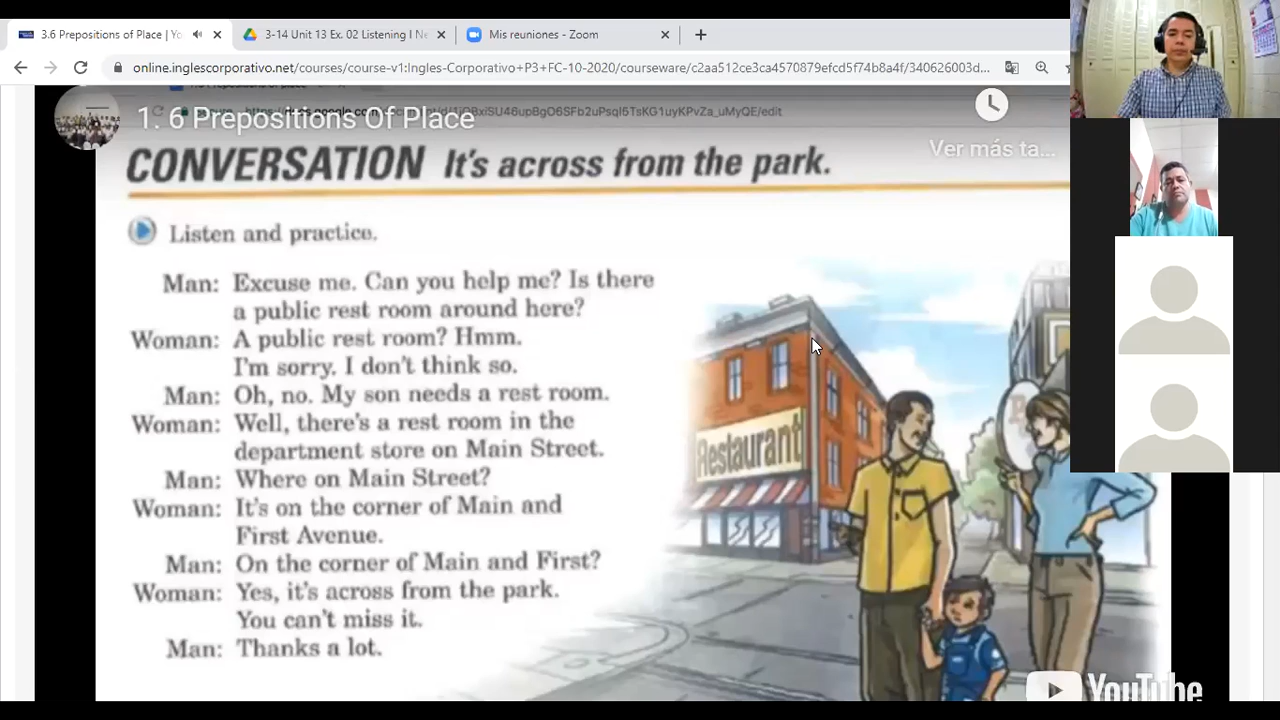 3.6 Prepositions of Place | Yo
3-14 Unit 13 Ex. 02 Listening I Ne
Mis reuniones - Zoom
online.inglescorporativo.net/courses/course-v1:Ingles-Corporativo+P3+FC-10-2020/courseware/c2aa512ce3ca4570879efcd5f74b8a4f/340626003d...
1. 6 Prepositions Of Place
Ver más ta...
CONVERSATION It's across from the park.
Listen and practice.
Man: Excuse me. Can you help me? Is there
a public rest room around here?
Woman: A public rest room? Hmm.
I'm sorry. I don't think so.
Man: Oh, no. My son needs a rest room.
Woman: Well, there's a rest room in the
department store on Main Street.
Man: Where on Main Street?
Woman: It's on the corner of Main and
First Avenue.
Man: On the corner of Main and First?
Woman: Yes, it's across from the park.
You can't miss it.
Man: Thanks a lot.
Restaurant
YouTube